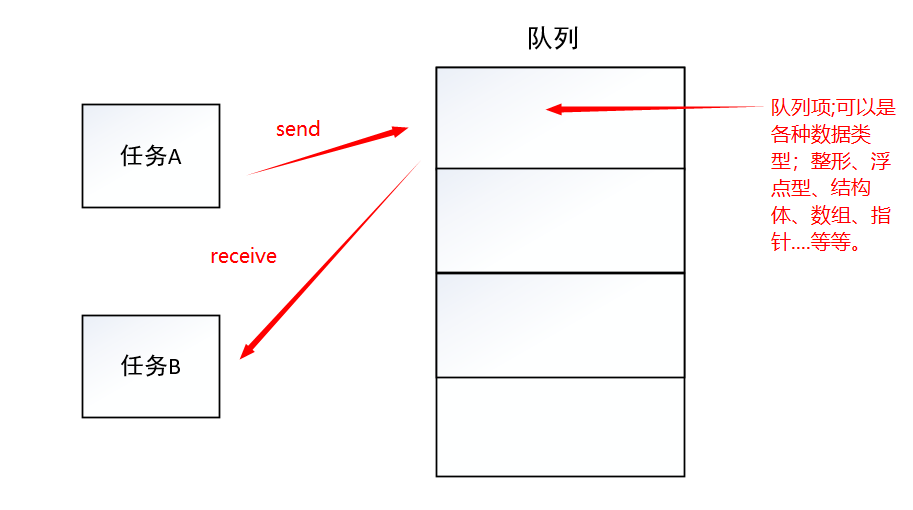 队列
任务A
send
receive
任务B
队列项;可以是
各种数据类
型；整形、浮
点型、结构
体、数组、指
针....等等。